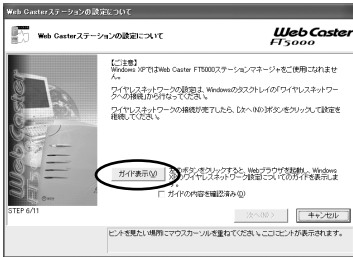 Web Casterステーションの設定について
Web Casterステーションの設定について
Web Caster
FT5000
【ご注意】
Windows XPではWeb Caster FT5000ステーションマネージャをご使用になれません。
ワイヤレスネットワークの設定は、Windowsのタスクトレイの「ワイヤレスネットワークへの接続」から行なってください。
ワイヤレスネットワークの接続が完了したら、[次へ(N)]ボタンをクリックして設定を継続してください。
ガイド表示(V)
左のボタンをクリックすると、Webブラウザを起動し、Windows XPのワイヤレスネットワーク設定についてのガイドを表示します。
ガイドの内容を確認済み(D)
STEP 6/11
次へ(N) >
キャンセル
ヒントを見たい場所にマウスカーソルを重ねてください。ここにヒントが表示されます。